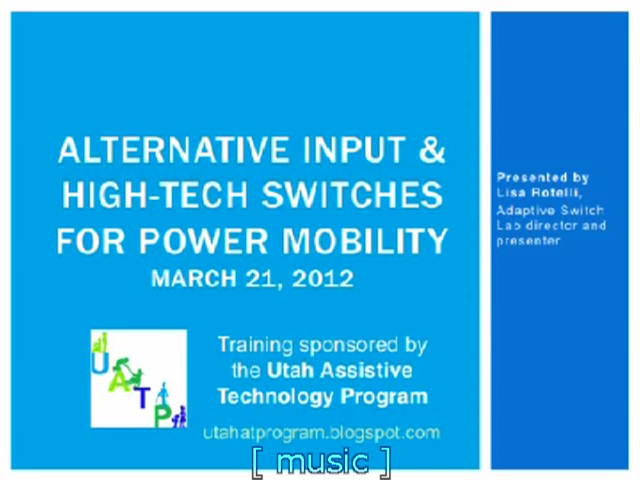 ALTERNATIVE INPUT &
HIGH-TECH SWITCHES
FOR POWER MOBILITY
MARCH 21, 2012
Presented by
Lisa Rotelli,
Adaptive Switch
Lab director and
presenter
UATP
Training sponsored by
the Utah Assistive
Technology Program
utahatprogram.blogspot.com
[ music ]